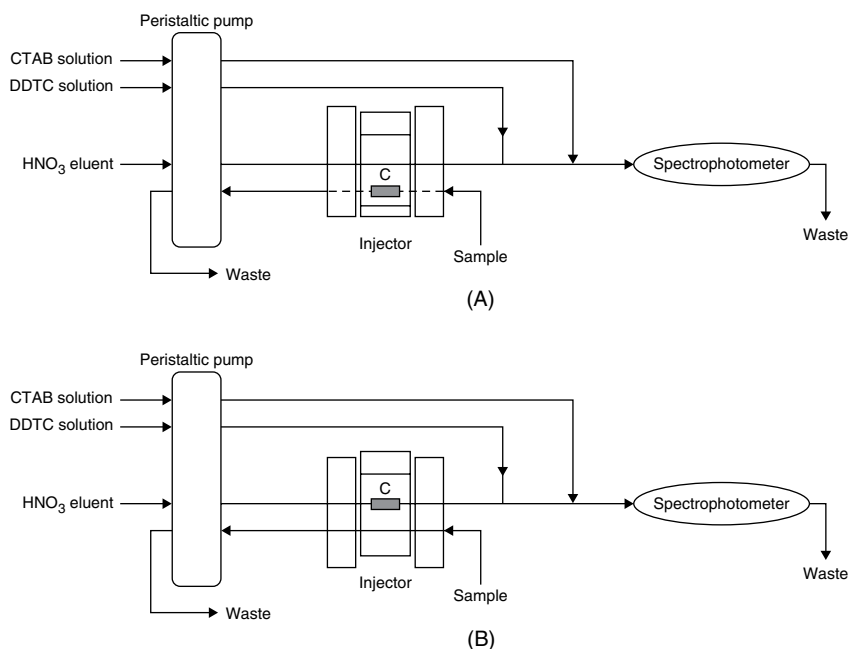 Peristaltic pump
CTAB solution
DDTC solution
HNO₃ eluent
C
Spectrophotometer
Injector
Sample
Waste
Waste
(A)
Peristaltic pump
CTAB solution
DDTC solution
HNO₃ eluent
C
Spectrophotometer
Injector
Sample
Waste
Waste
(B)